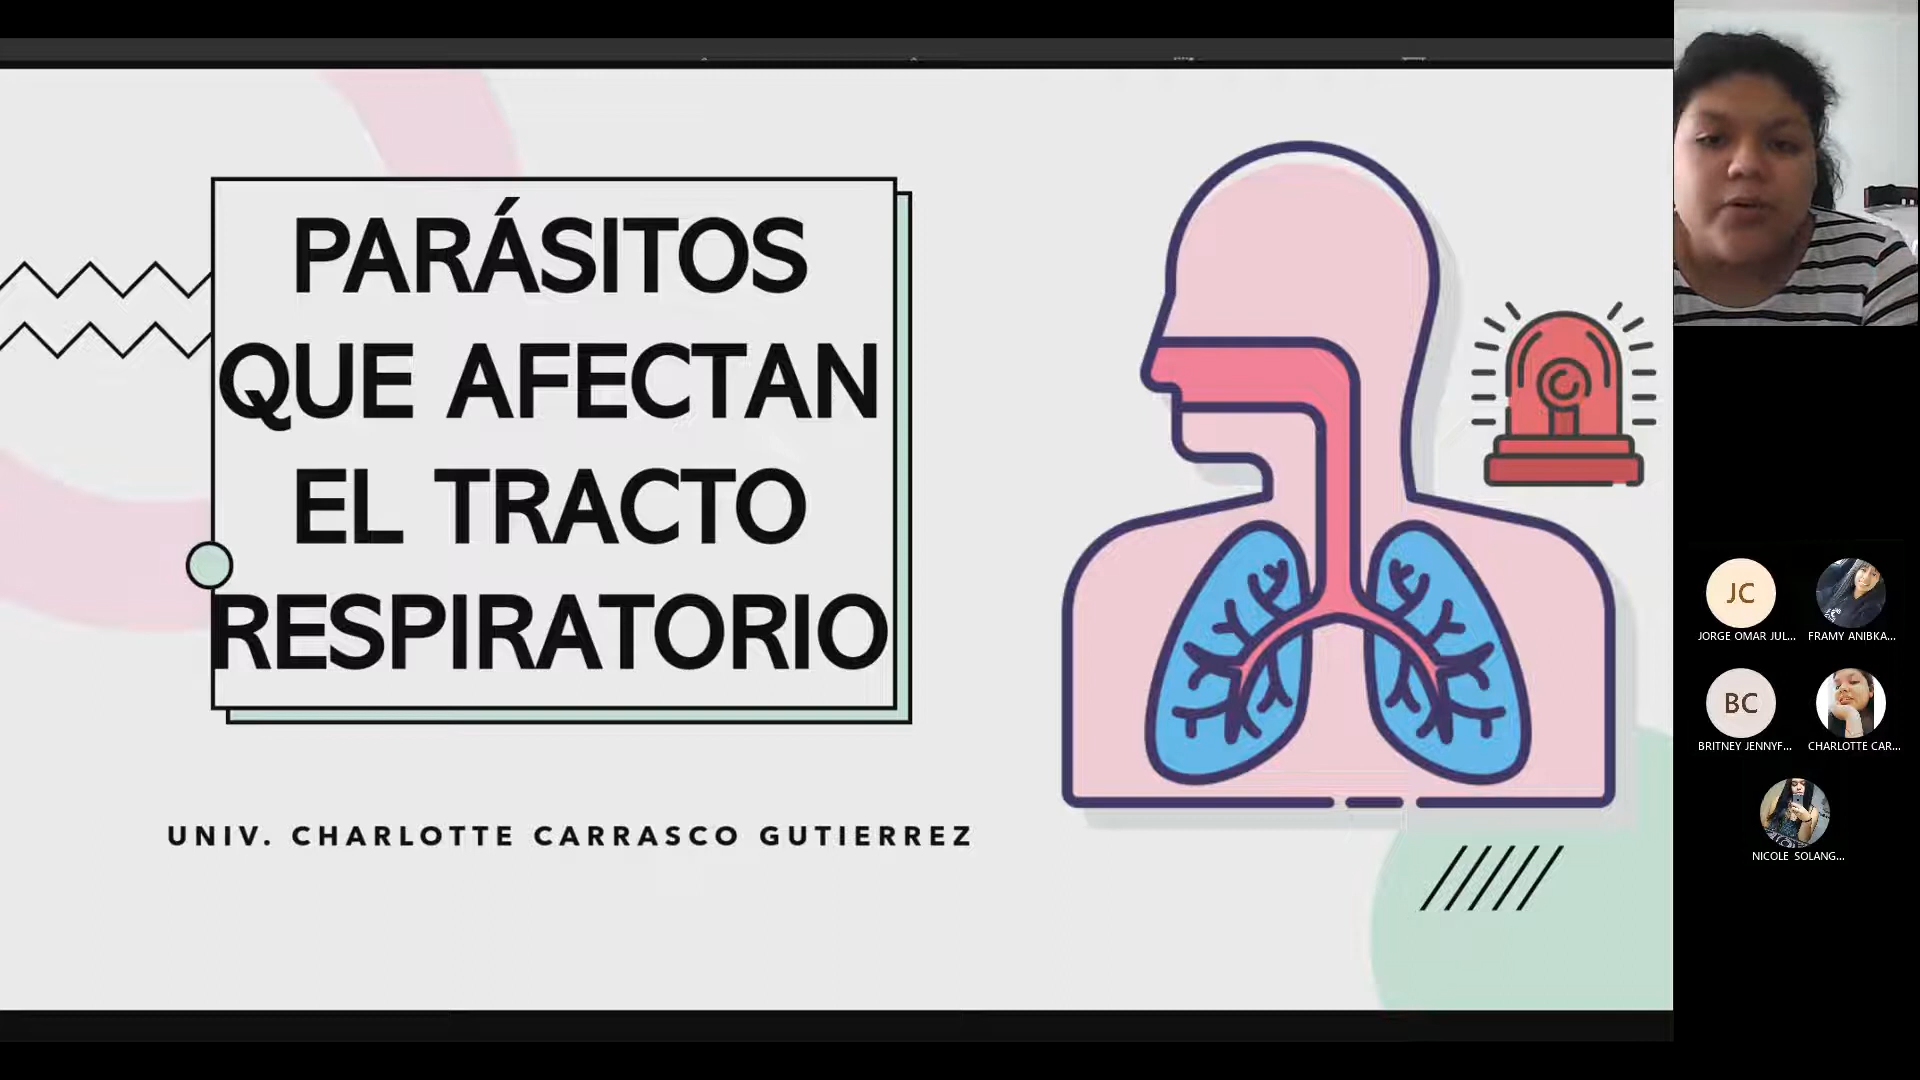 PARÁSITOS
QUE AFECTAN
EL TRACTO
RESPIRATORIO
UNIV. CHARLOTTE CARRASCO GUTIERREZ
JC
JORGE OMAR JUL...
FRAMY ANIBKA...
BC
BRITNEY JENNYF...
CHARLOTTE CAR...
NICOLE SOLANG...